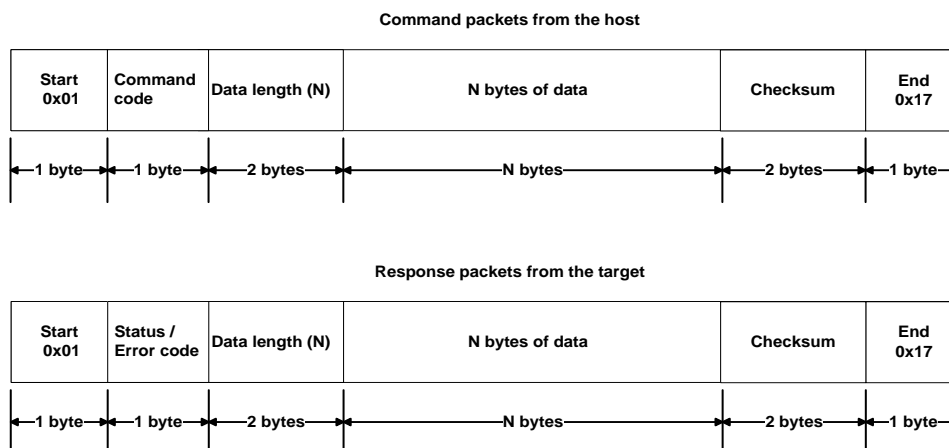 Command packets from the host
Start
0x01
Command
code
Data length (N)
N bytes of data
Checksum
End
0x17
1 byte
1 byte
2 bytes
N bytes
2 bytes
1 byte
Response packets from the target
Start
0x01
Status /
Error code
Data length (N)
N bytes of data
Checksum
End
0x17
1 byte
1 byte
2 bytes
N bytes
2 bytes
1 byte